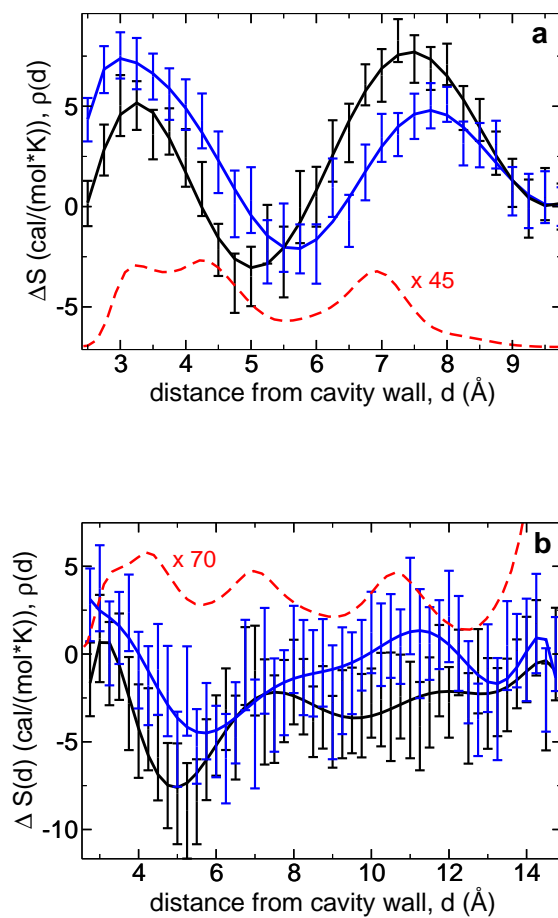 a
5
0
-5
ΔS (cal/(mol*K)), ρ(d)
x 45
3 4 5 6 7 8 9
distance from cavity wall, d (Å)
b
5
0
-5
-10
Δ S(d) (cal/(mol*K)), ρ(d)
x 70
4 6 8 10 12 14
distance from cavity wall, d (Å)